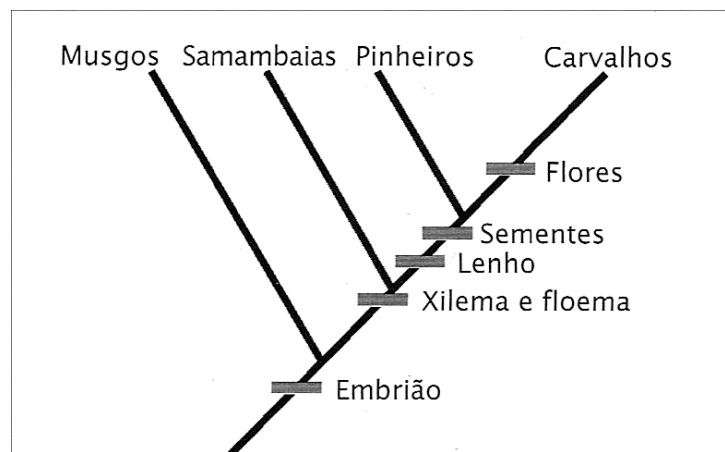 Musgos Samambaias Pinheiros Carvalhos
Flores
Sementes
Lenho
Xilema e floema
Embrião